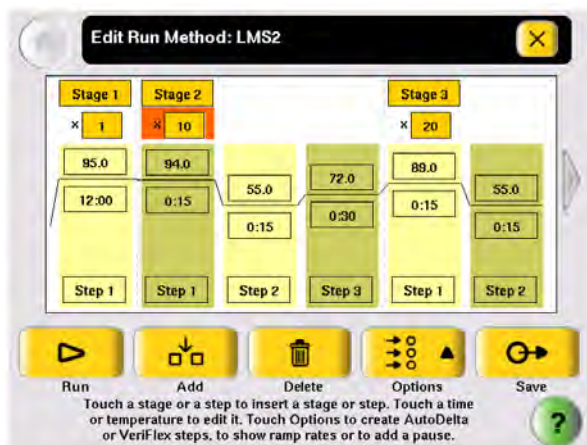 Edit Run Method: LMS2
Stage 1 Stage 2 Stage 3
x 1 x 10 x 20
95.0 94.0 55.0 72.0 89.0 55.0
12:00 0:15 0:15 0:30 0:15 0:15
Step 1 Step 1 Step 2 Step 3 Step 1 Step 2
Run Add Delete Options Save
Touch a stage or a step to insert a stage or step. Touch a time
or temperature to edit it. Touch Options to create AutoDelta
or VeriFlex steps, to show ramp rates or to add a pause.
?